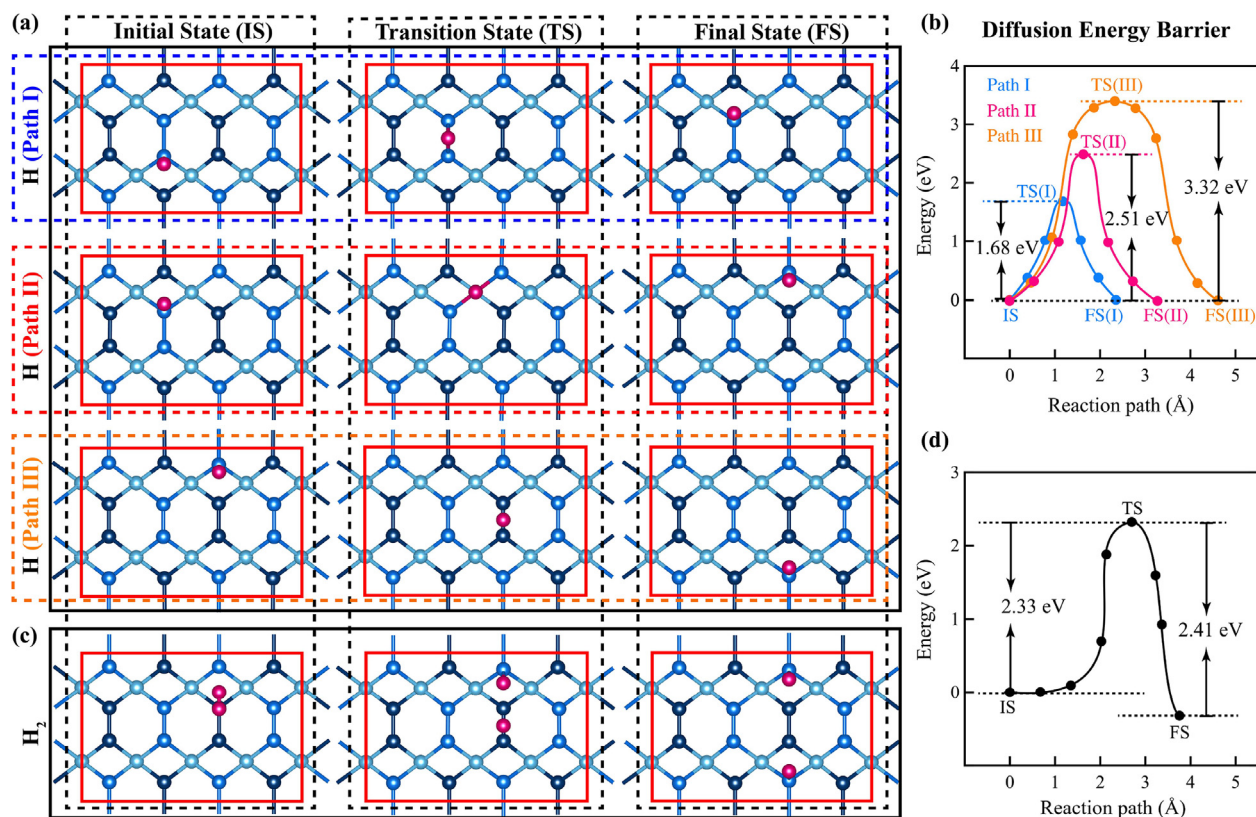 (a)
Initial State (IS)
Transition State (TS)
Final State (FS)
H (Path I)
H (Path II)
H (Path III)
(b) Diffusion Energy Barrier
4
3
2
1
0
Energy (eV)
Path I
Path II
Path III
TS(III)
TS(II)
TS(I)
3.32 eV
2.51 eV
1.68 eV
IS
FS(I)
FS(II)
FS(III)
0 1 2 3 4 5
Reaction path (Å)
(c)
H2
(d)
3
2
1
0
Energy (eV)
TS
2.33 eV
2.41 eV
IS
FS
0 1 2 3 4 5
Reaction path (Å)